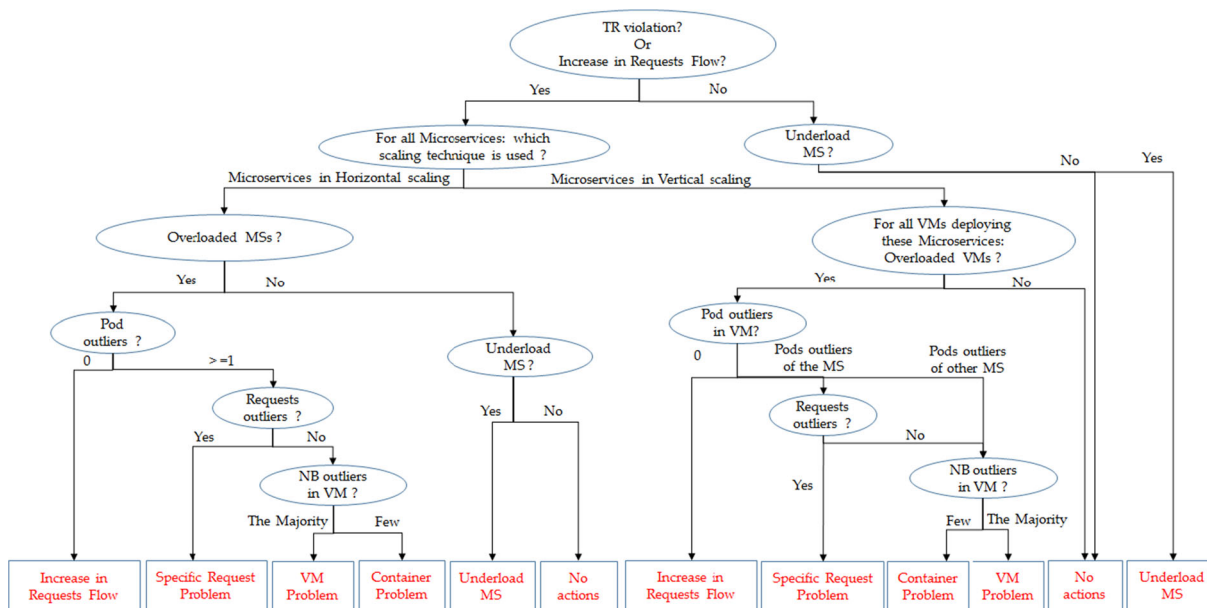 TR violation?
Or
Increase in Requests Flow?
Yes
No
For all Microservices: which
scaling technique is used ?
Underload
MS ?
No
Yes
Microservices in Horizontal scaling
Microservices in Vertical scaling
Overloaded MSs ?
For all VMs deploying
these Microservices:
Overloaded VMs ?
Yes
No
Yes
No
Pod
outliers ?
Underload
MS ?
Pod outliers
in VM?
0
> =1
0
Pods outliers
of the MS
Pods outliers
of other MS
Requests
outliers ?
Yes
No
Requests
outliers ?
Yes
No
No
NB outliers
in VM ?
Yes
NB outliers
in VM ?
The Majority
Few
Few
The Majority
Increase in
Requests Flow
Specific Request
Problem
VM
Problem
Container
Problem
Underload
MS
No
actions
Increase in
Requests Flow
Specific Request
Problem
Container
Problem
VM
Problem
No
actions
Underload
MS